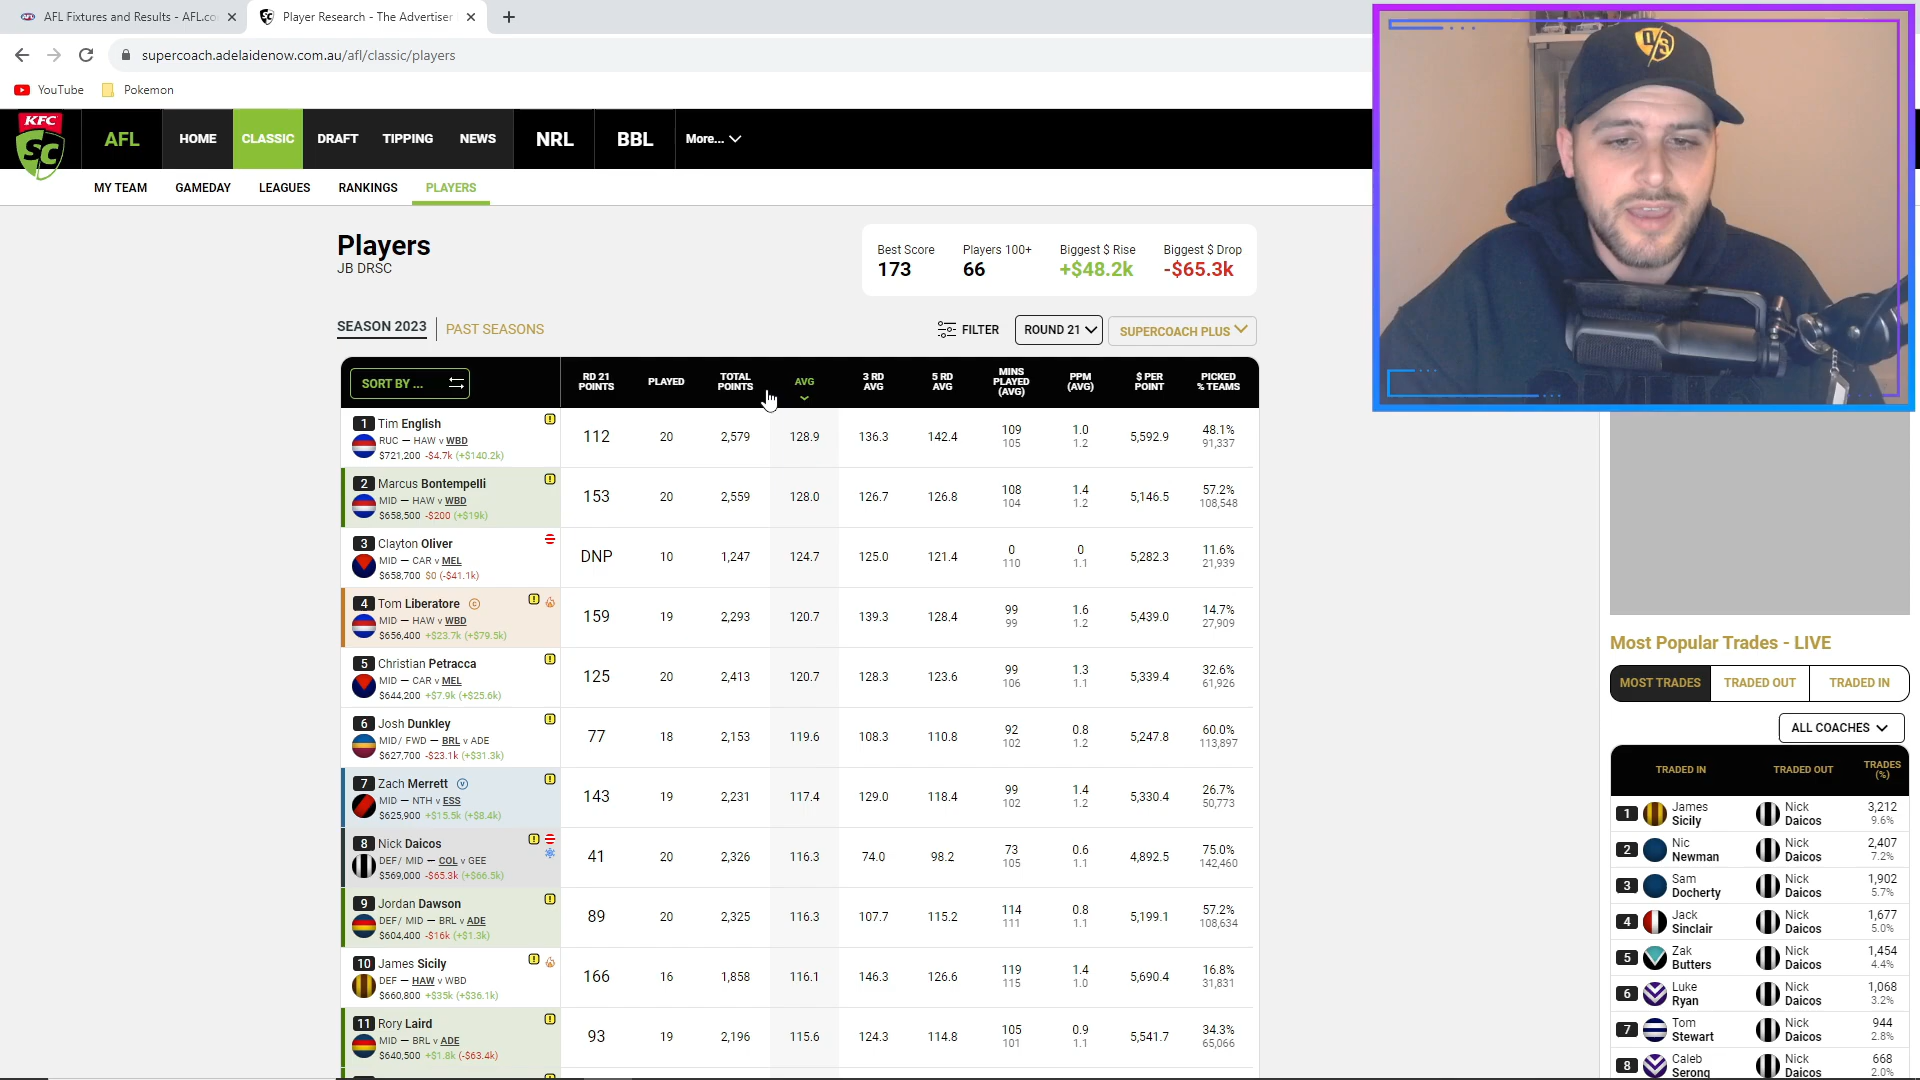 AFL Fixtures and Results - AFL.co
Player Research - The Advertiser
supercoach.adelaidenow.com.au/afl/classic/players
YouTube
Pokemon
KFC
SC
AFL
HOME
CLASSIC
DRAFT
TIPPING
NEWS
NRL
BBL
More...
MY TEAM
GAMEDAY
LEAGUES
RANKINGS
PLAYERS
Players
JB DRSC
Best Score
173
Players 100+
66
Biggest $ Rise
+$48.2k
Biggest $ Drop
-$65.3k
SEASON 2023
PAST SEASONS
FILTER
ROUND 21
SUPERCOACH PLUS
SORT BY ...
RD 21 POINTS PLAYED TOTAL POINTS AVG 3 RD AVG 5 RD AVG MINS PLAYED (AVG) PPM (AVG) $ PER POINT PICKED % TEAMS
1 Tim English
RUC — HAW v WBD
$721,200 -$4.7k (+$140.2k)
112 20 2,579 128.9 136.3 142.4 109 1.0 5,592.9 48.1%
105 1.2 91,337
2 Marcus Bontempelli
MID — HAW v WBD
$658,500 -$200 (+$19k)
153 20 2,559 128.0 126.7 126.8 108 1.4 5,146.5 57.2%
104 1.2 108,548
3 Clayton Oliver
MID — CAR v MEL
$658,700 $0 (-$41.1k)
DNP 10 1,247 124.7 125.0 121.4 0 0 5,282.3 11.6%
110 1.1 21,939
4 Tom Liberatore C
MID — HAW v WBD
$656,400 +$23.7k (+$79.5k)
159 19 2,293 120.7 139.3 128.4 99 1.6 5,439.0 14.7%
99 1.2 27,909
5 Christian Petracca
MID — CAR v MEL
$644,200 +$7.9k (+$25.6k)
125 20 2,413 120.7 128.3 123.6 99 1.3 5,339.4 32.6%
106 1.1 61,926
6 Josh Dunkley
MID/ FWD — BRL v ADE
$627,700 -$23.1k (+$31.3k)
77 18 2,153 119.6 108.3 110.8 92 0.8 5,247.8 60.0%
102 1.2 113,897
7 Zach Merrett V
MID — NTH v ESS
$625,900 +$15.5k (+$8.4k)
143 19 2,231 117.4 129.0 118.4 99 1.4 5,330.4 26.7%
102 1.2 50,773
8 Nick Daicos
DEF/ MID — COL v GEE
$569,000 -$65.3k (+$66.5k)
41 20 2,326 116.3 74.0 98.2 73 0.6 4,892.5 75.0%
105 1.1 142,460
9 Jordan Dawson
DEF/ MID — BRL v ADE
$604,400 -$16k (+$1.3k)
89 20 2,325 116.3 107.7 115.2 114 0.8 5,199.1 57.2%
111 1.1 108,634
10 James Sicily
DEF — HAW v WBD
$660,800 +$35k (+$36.1k)
166 16 1,858 116.1 146.3 126.6 119 1.4 5,690.4 16.8%
115 1.0 31,831
11 Rory Laird
MID — BRL v ADE
$640,500 +$1.8k (-$63.4k)
93 19 2,196 115.6 124.3 114.8 105 0.9 5,541.7 34.3%
101 1.1 65,066
Most Popular Trades - LIVE
MOST TRADES TRADED OUT TRADED IN
ALL COACHES
TRADED IN TRADED OUT TRADES (%)
1 James Sicily Nick Daicos 3,212 9.6%
2 Nic Newman Nick Daicos 2,407 7.2%
3 Sam Docherty Nick Daicos 1,902 5.7%
4 Jack Sinclair Nick Daicos 1,677 5.0%
5 Zak Butters Nick Daicos 1,454 4.4%
6 Luke Ryan Nick Daicos 1,068 3.2%
7 Tom Stewart Nick Daicos 944 2.8%
8 Caleb Serong Nick Daicos 668 2.0%